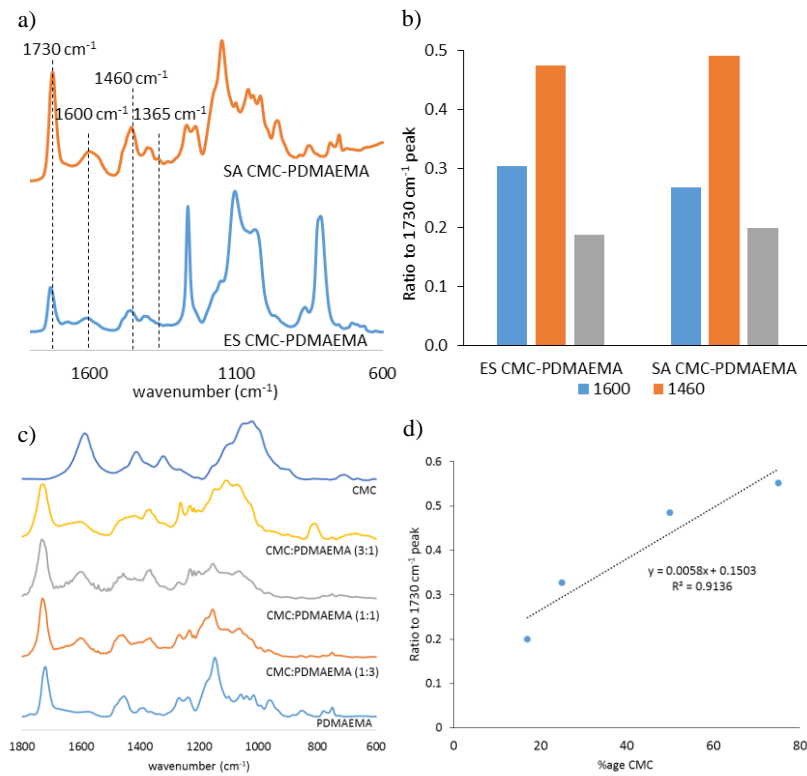 a)
1730 cm-1
1460 cm-1
1600 cm-1
1365 cm-1
SA CMC-PDMAEMA
ES CMC-PDMAEMA
1600
1100
600
wavenumber (cm-1)
b)
Ratio to 1730 cm-1 peak
0.5
0.4
0.3
0.2
0.1
0.0
ES CMC-PDMAEMA
SA CMC-PDMAEMA
1600
1460
c)
CMC
CMC:PDMAEMA (3:1)
CMC:PDMAEMA (1:1)
CMC:PDMAEMA (1:3)
PDMAEMA
1800
1600
1400
1200
1000
800
600
wavenumber (cm-1)
d)
Ratio to 1730 cm-1 peak
0.6
0.5
0.4
0.3
0.2
0.1
0
y = 0.0058x + 0.1503
R² = 0.9136
0
20
40
60
80
%age CMC